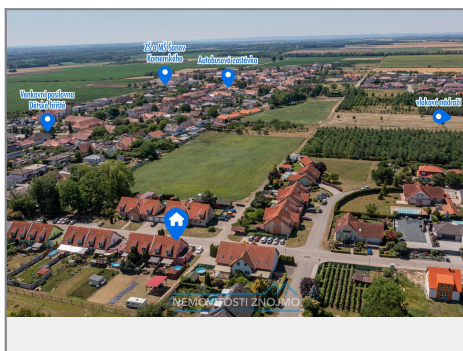 ZŠ a MŠ Šanov
Komenského
Autobusová zastávka
Venkovní posilovna
Dětské hřiště
vlakové nádraží
NEMOVITOSTI ZNOJMO